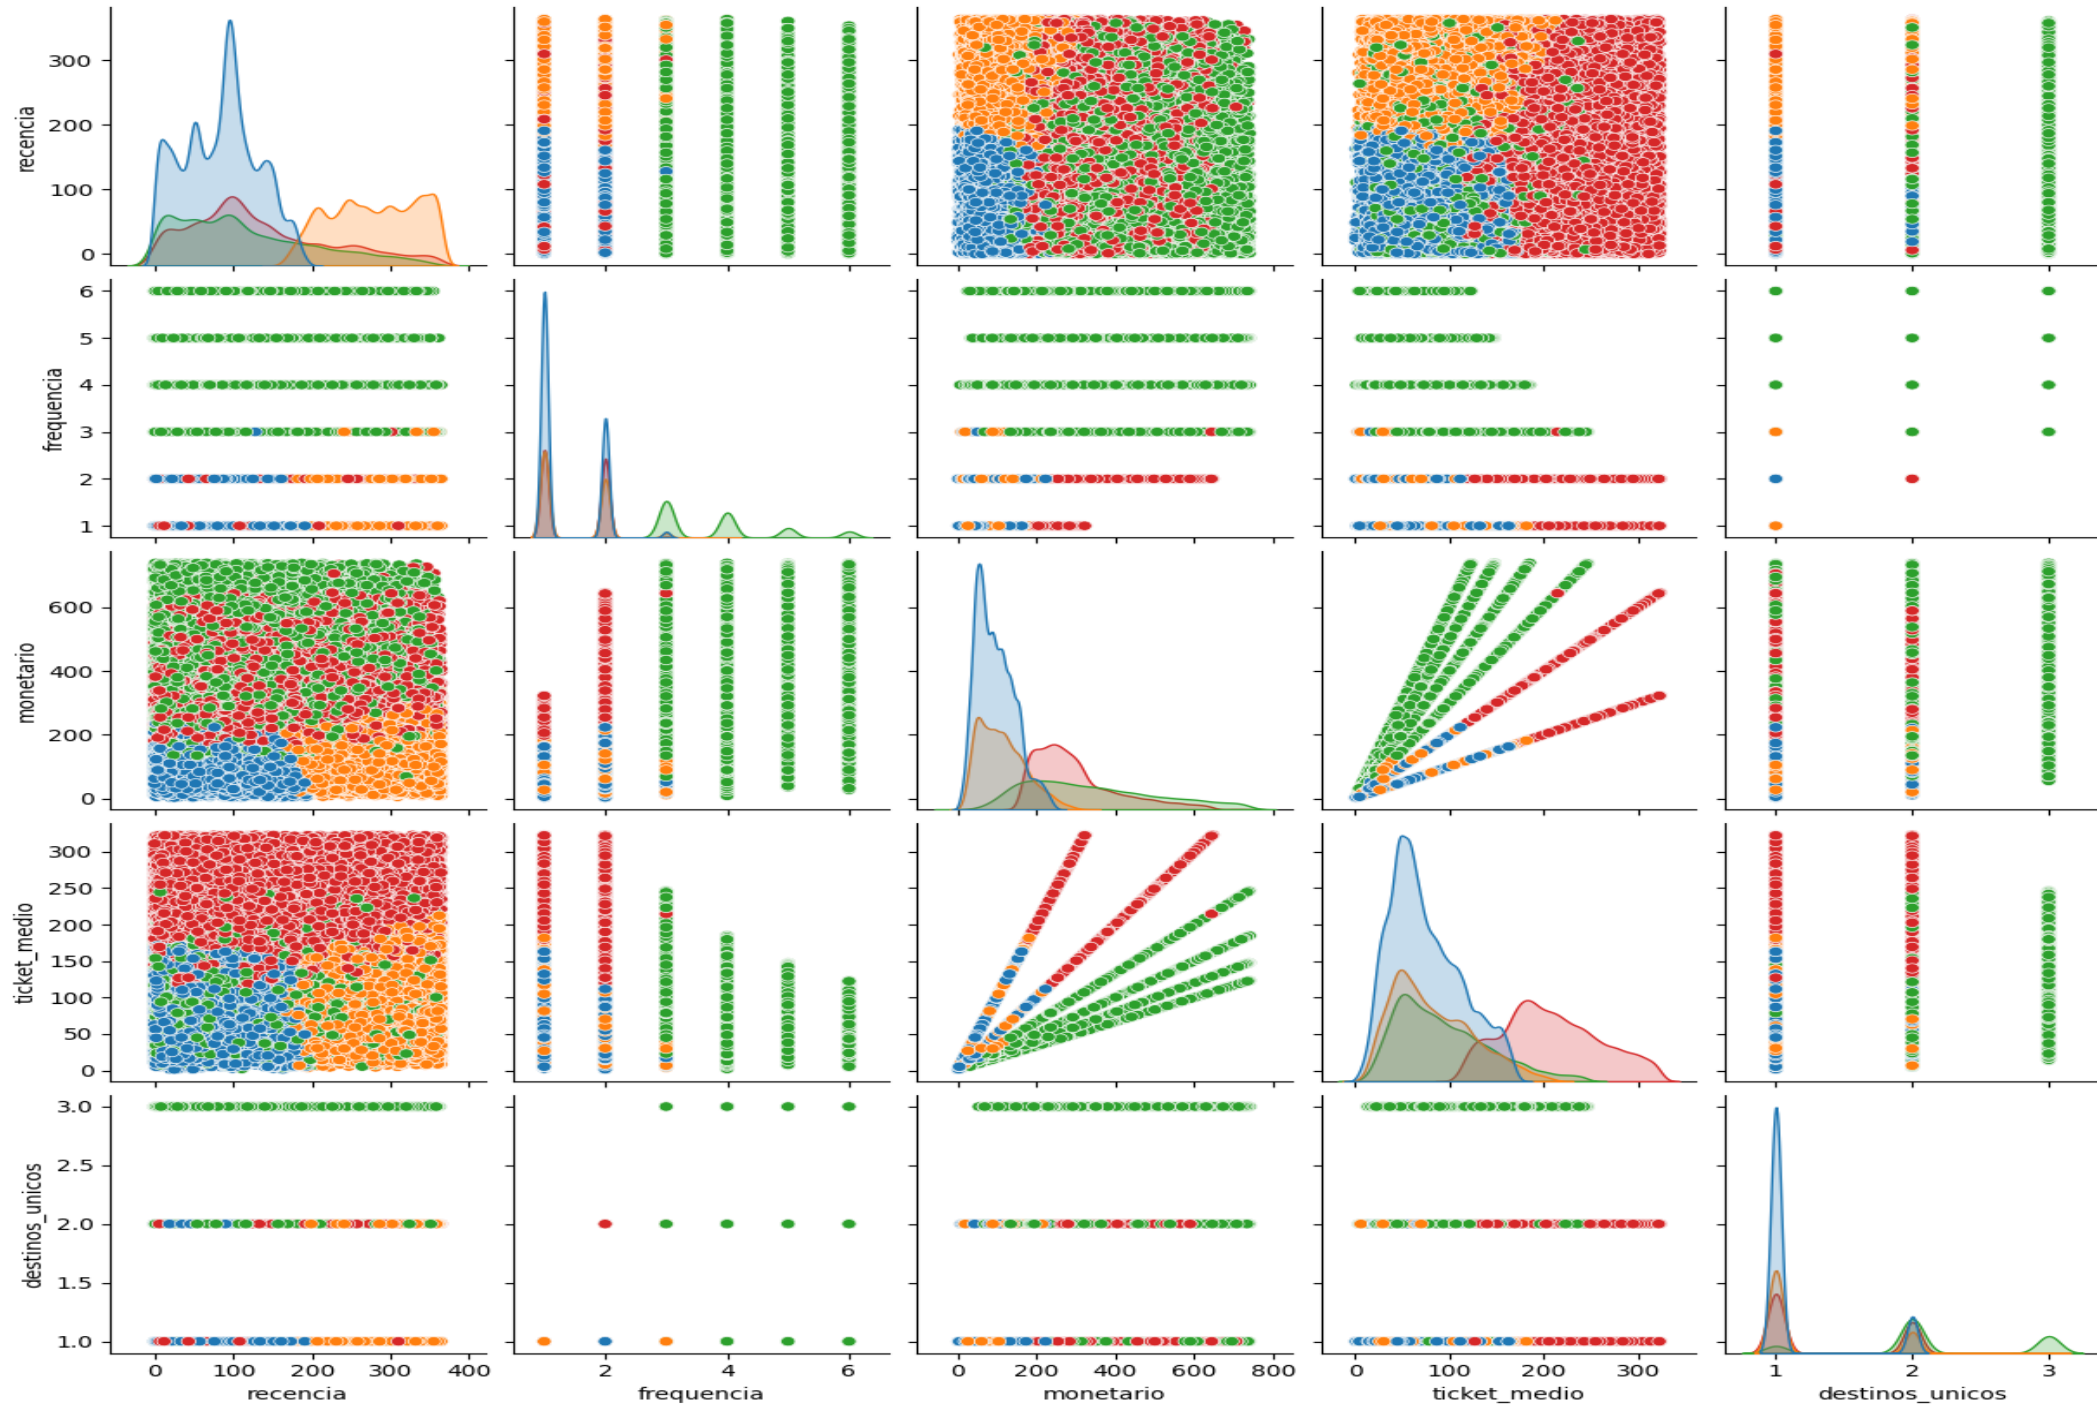 recencia
300
200
100
0
frequencia
6
5
4
3
2
1
monetario
600
400
200
0
ticket_medio
300
250
200
150
100
50
0
destinos_unicos
3.0
2.5
2.0
1.5
1.0
0 100 200 300 400
2 4 6
0 200 400 600 800
0 100 200 300
1 2 3
recencia
frequencia
monetario
ticket_medio
destinos_unicos